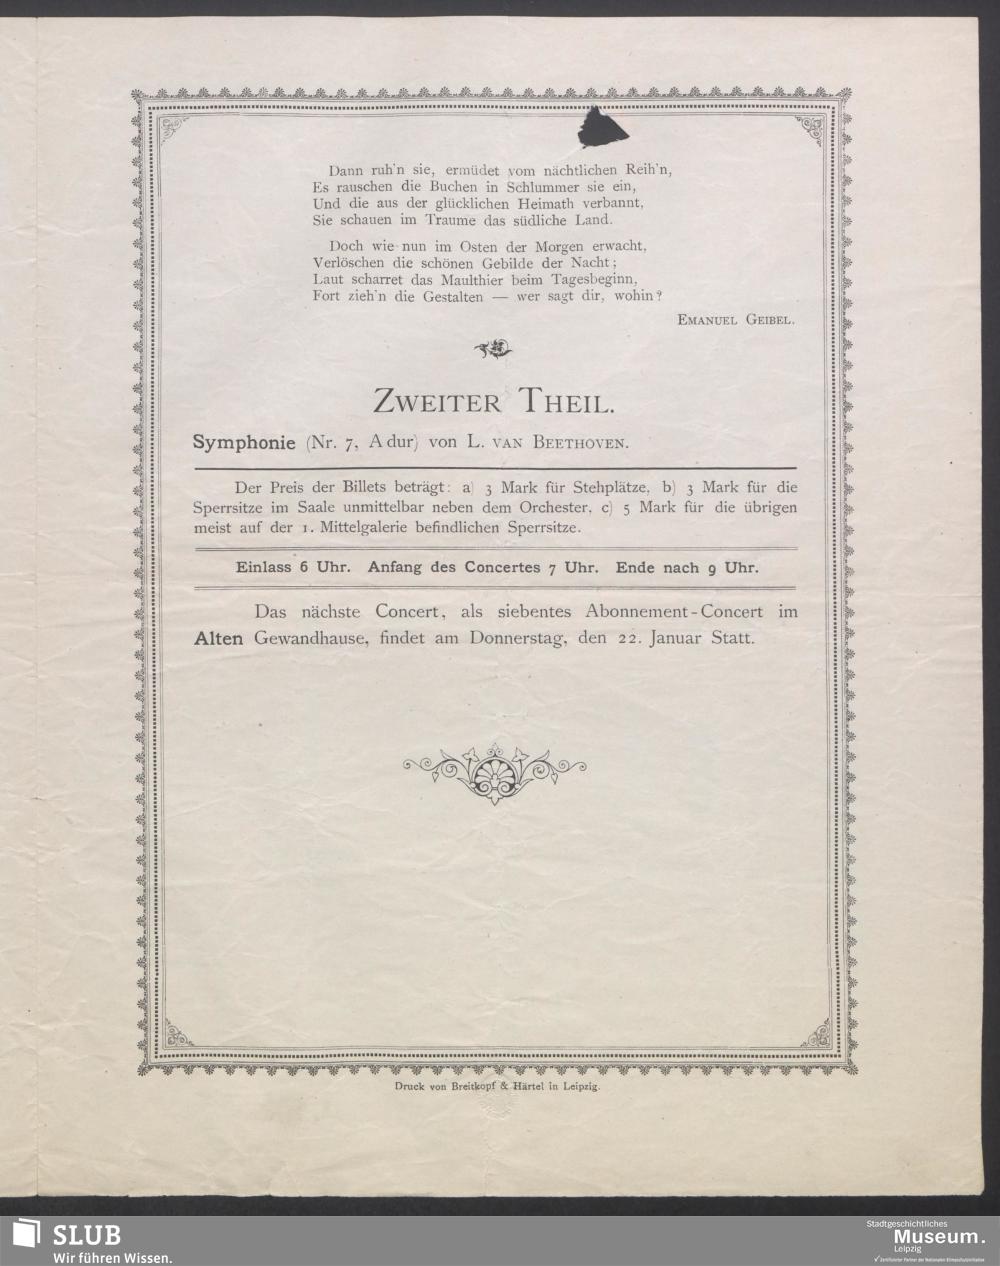 Dann ruh'n sie, ermüdet vom nächtlichen Reih'n,
Es rauschen die Buchen in Schlummer sie ein,
Und die aus der glücklichen Heimath verbannt,
Sie schauen im Traume das südliche Land.
Doch wie nun im Osten der Morgen erwacht,
Verlöschen die schönen Gebilde der Nacht;
Laut scharret das Maulthier beim Tagesbeginn,
Fort zieh'n die Gestalten — wer sagt dir, wohin?
EMANUEL GEIBEL.
ZWEITER THEIL.
Symphonie (Nr. 7, A dur) von L. VAN BEETHOVEN.
Der Preis der Billets beträgt: a) 3 Mark für Stehplätze, b) 3 Mark für die
Sperrsitze im Saale unmittelbar neben dem Orchester, c) 5 Mark für die übrigen
meist auf der 1. Mittelgalerie befindlichen Sperrsitze.
Einlass 6 Uhr. Anfang des Concertes 7 Uhr. Ende nach 9 Uhr.
Das nächste Concert, als siebentes Abonnement-Concert im
Alten Gewandhause, findet am Donnerstag, den 22. Januar Statt.
Druck von Breitkopf & Härtel in Leipzig.
SLUB
Wir führen Wissen.
Stadtgeschichtliches
Museum.
Leipzig
Zertifizierter Partner der Nationalen Klimaschutzinitiative